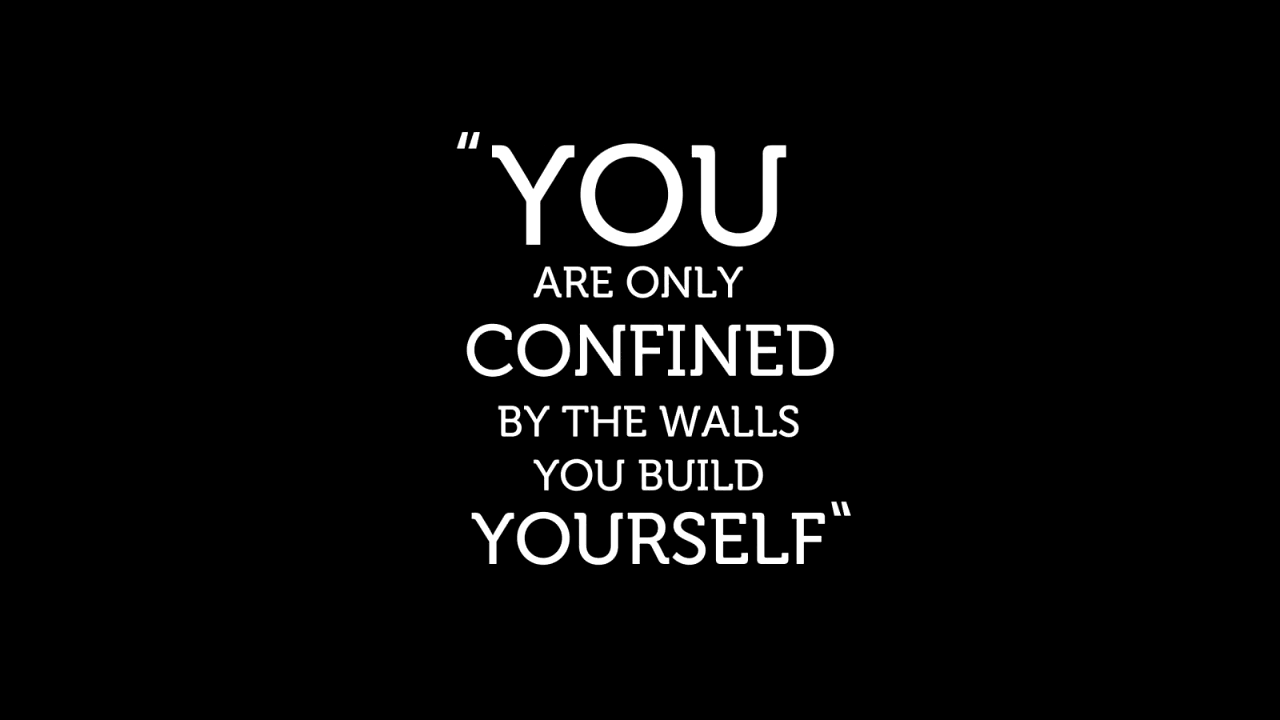 "YOU
ARE ONLY
CONFINED
BY THE WALLS
YOU BUILD
YOURSELF"